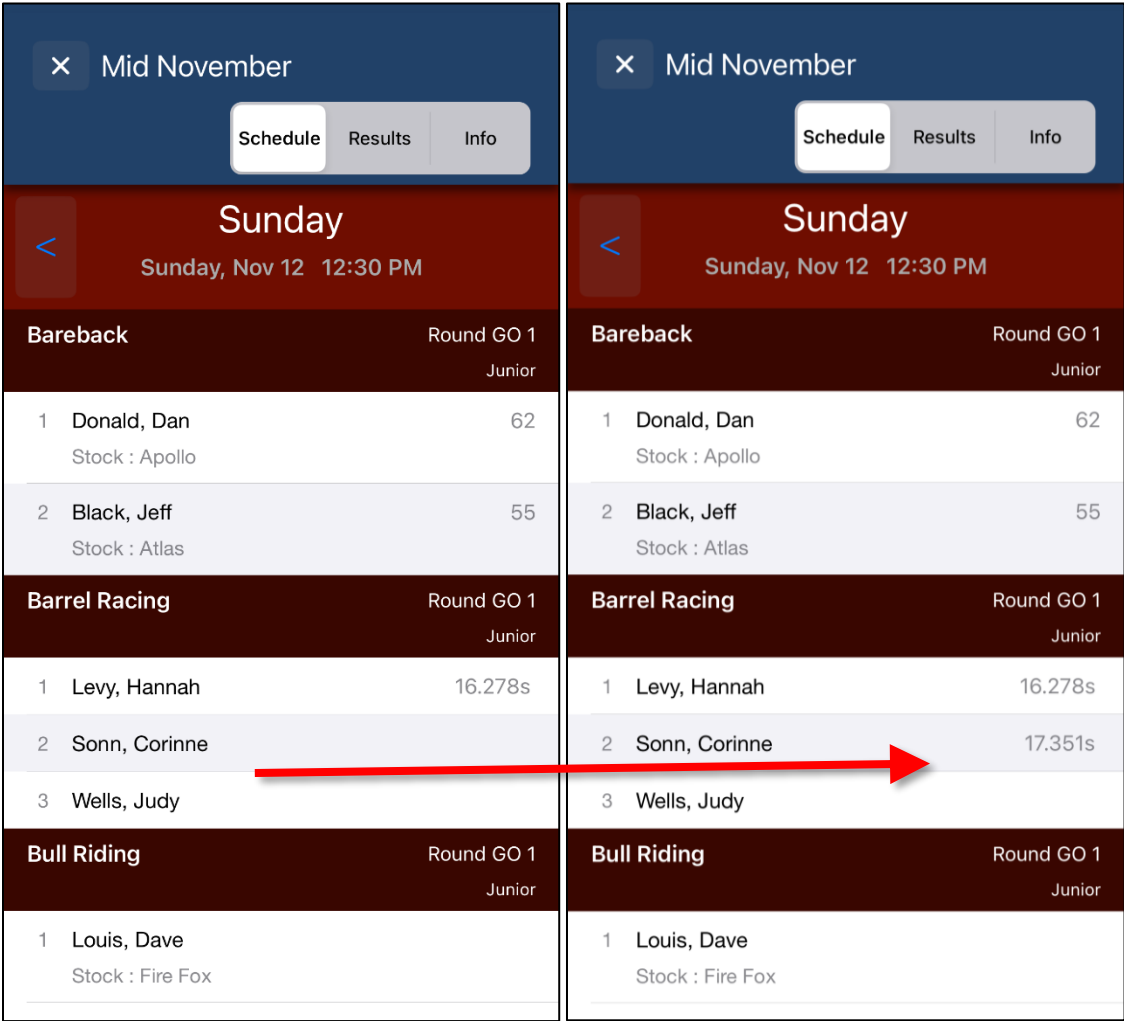 ✕ Mid November
Schedule Results Info
<
Sunday
Sunday, Nov 12 12:30 PM
Bareback Round GO 1
Junior
1 Donald, Dan 62
Stock : Apollo
2 Black, Jeff 55
Stock : Atlas
Barrel Racing Round GO 1
Junior
1 Levy, Hannah 16.278s
2 Sonn, Corinne
3 Wells, Judy
Bull Riding Round GO 1
Junior
1 Louis, Dave
Stock : Fire Fox
✕ Mid November
Schedule Results Info
<
Sunday
Sunday, Nov 12 12:30 PM
Bareback Round GO 1
Junior
1 Donald, Dan 62
Stock : Apollo
2 Black, Jeff 55
Stock : Atlas
Barrel Racing Round GO 1
Junior
1 Levy, Hannah 16.278s
2 Sonn, Corinne 17.351s
3 Wells, Judy
Bull Riding Round GO 1
Junior
1 Louis, Dave
Stock : Fire Fox